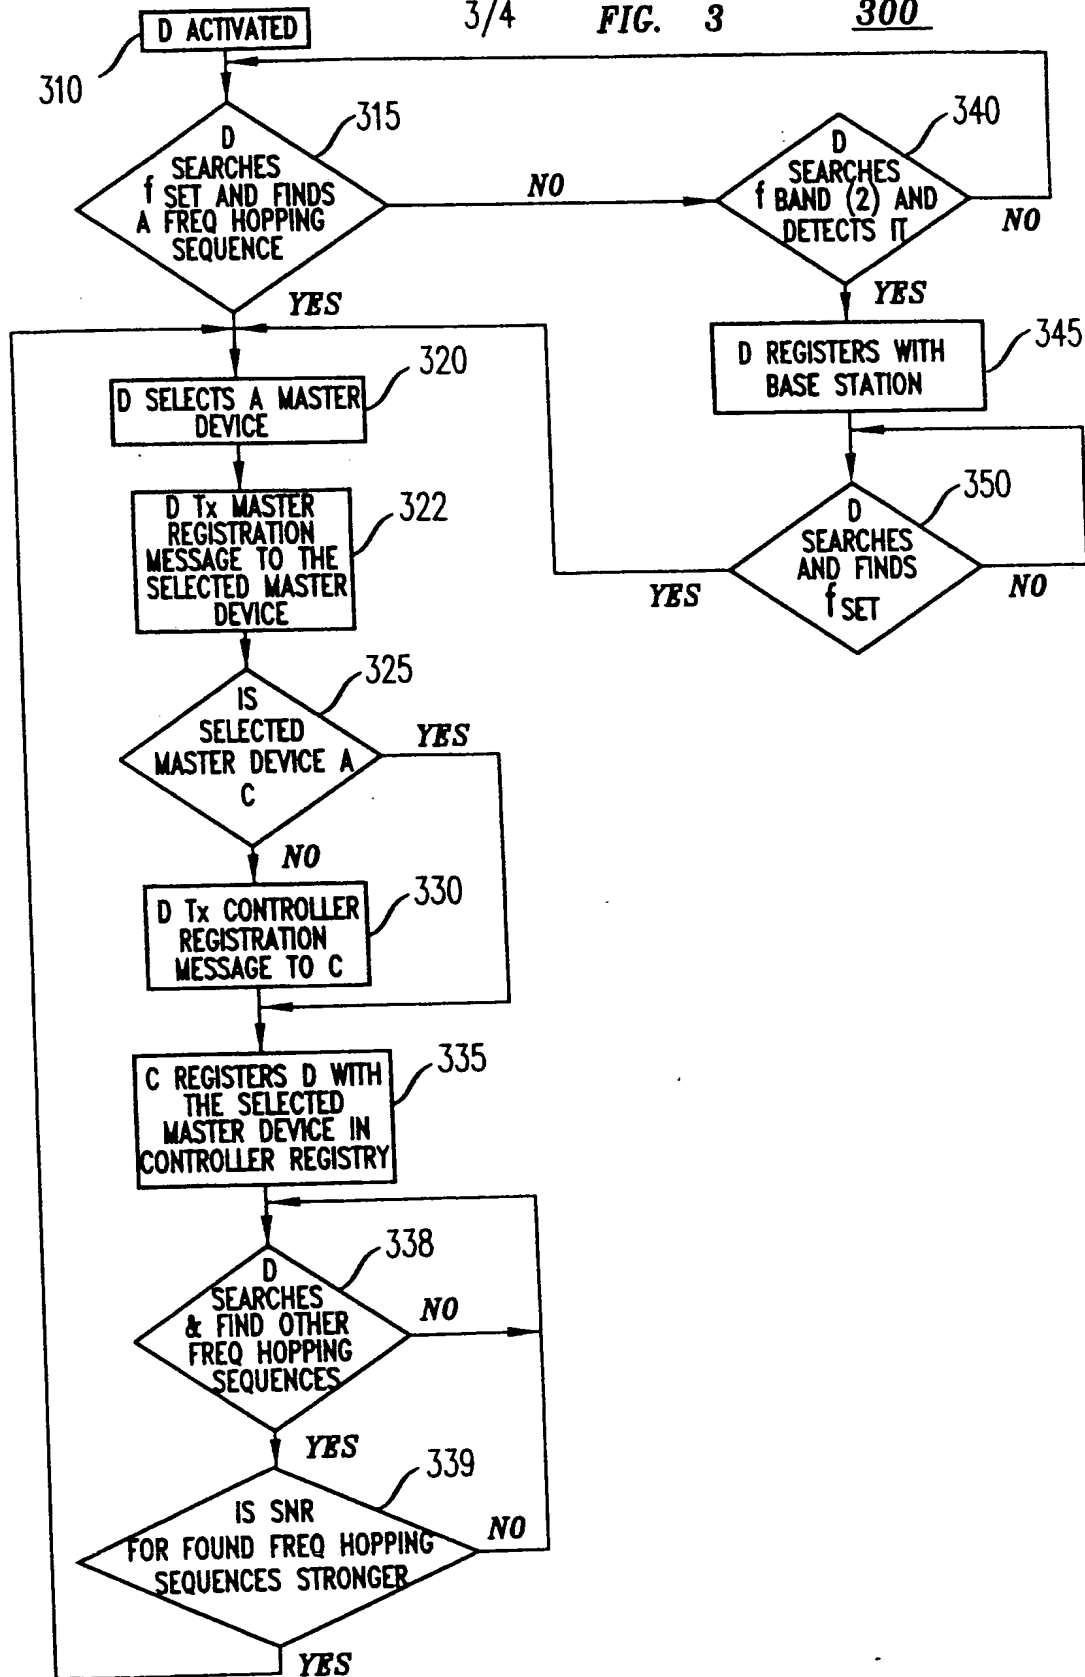 3/4 FIG. 3 300
D ACTIVATED
310
D
SEARCHES
f SET AND FINDS
A FREQ HOPPING
SEQUENCE
315
NO
YES
D
SEARCHES
f BAND (2) AND
DETECTS IT
340
NO
YES
D REGISTERS WITH
BASE STATION
345
D
SEARCHES
AND FINDS
f SET
350
NO
YES
D SELECTS A MASTER
DEVICE
320
D Tx MASTER
REGISTRATION
MESSAGE TO THE
SELECTED MASTER
DEVICE
322
IS
SELECTED
MASTER DEVICE A
C
325
YES
NO
D Tx CONTROLLER
REGISTRATION
MESSAGE TO C
330
C REGISTERS D WITH
THE SELECTED
MASTER DEVICE IN
CONTROLLER REGISTRY
335
D
SEARCHES
& FIND OTHER
FREQ HOPPING
SEQUENCES
338
NO
YES
IS SNR
FOR FOUND FREQ HOPPING
SEQUENCES STRONGER
339
NO
YES